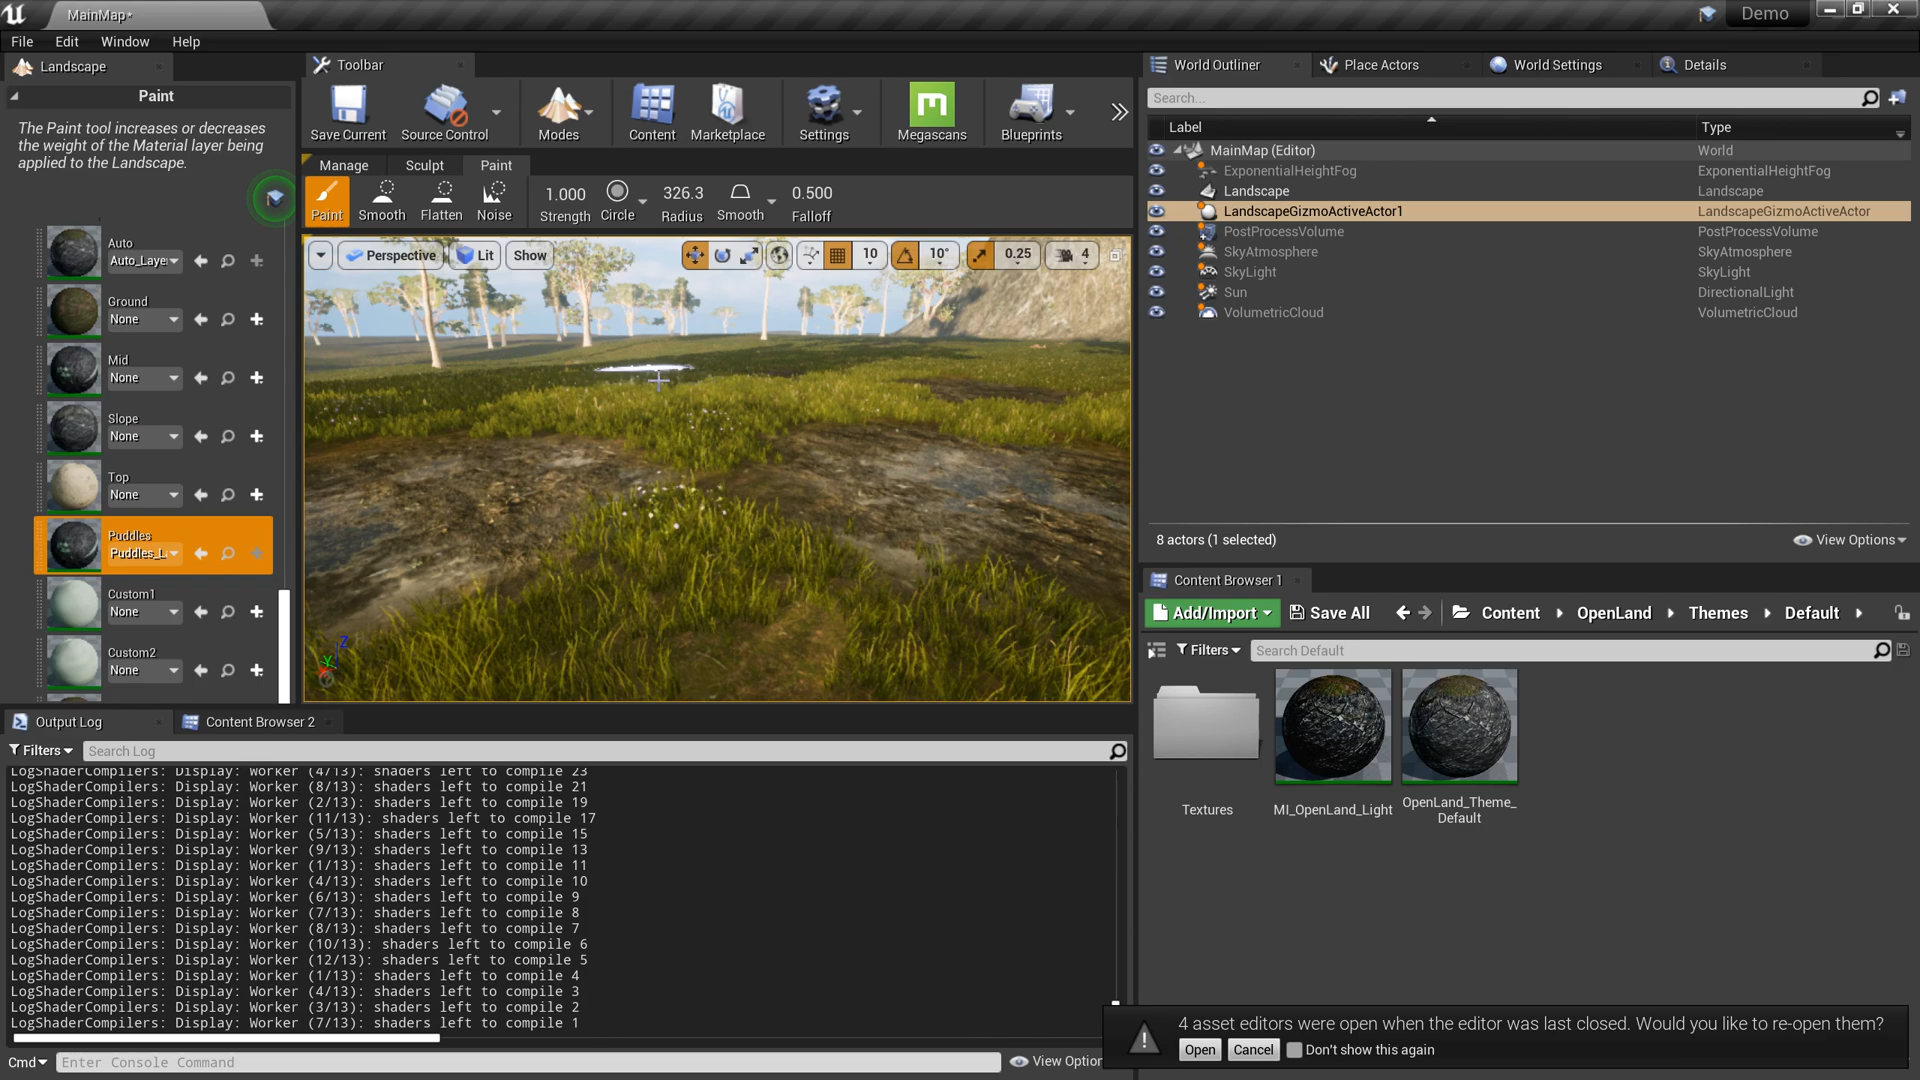 MainMap*
Demo
File Edit Window Help
Landscape
Toolbar
World Outliner
Place Actors
World Settings
Details
Paint
The Paint tool increases or decreases
the weight of the Material layer being
applied to the Landscape.
Save Current
Source Control
Modes
Content
Marketplace
Settings
Megascans
Blueprints
Manage Sculpt Paint
Paint
Smooth
Flatten
Noise
1.000
Strength
Circle
326.3
Radius
Smooth
0.500
Falloff
Auto
Auto_Laye
Ground
None
Mid
None
Slope
None
Top
None
Puddles
Puddles_L
Custom1
None
Custom2
None
Perspective
Lit
Show
10
10°
0.25
4
Z
Y
Search...
Label Type
MainMap (Editor) World
ExponentialHeightFog ExponentialHeightFog
Landscape Landscape
LandscapeGizmoActiveActor1 LandscapeGizmoActiveActor
PostProcessVolume PostProcessVolume
SkyAtmosphere SkyAtmosphere
SkyLight SkyLight
Sun DirectionalLight
VolumetricCloud VolumetricCloud
8 actors (1 selected)
View Options
Content Browser 1
Add/Import
Save All
Content
OpenLand
Themes
Default
Filters
Search Default
Textures
MI_OpenLand_Light
OpenLand_Theme_
Default
Output Log
Content Browser 2
Filters
Search Log
LogShaderCompilers: Display: Worker (4/13): shaders left to compile 23
LogShaderCompilers: Display: Worker (8/13): shaders left to compile 21
LogShaderCompilers: Display: Worker (2/13): shaders left to compile 19
LogShaderCompilers: Display: Worker (11/13): shaders left to compile 17
LogShaderCompilers: Display: Worker (5/13): shaders left to compile 15
LogShaderCompilers: Display: Worker (9/13): shaders left to compile 13
LogShaderCompilers: Display: Worker (1/13): shaders left to compile 11
LogShaderCompilers: Display: Worker (4/13): shaders left to compile 10
LogShaderCompilers: Display: Worker (6/13): shaders left to compile 9
LogShaderCompilers: Display: Worker (7/13): shaders left to compile 8
LogShaderCompilers: Display: Worker (8/13): shaders left to compile 7
LogShaderCompilers: Display: Worker (10/13): shaders left to compile 6
LogShaderCompilers: Display: Worker (12/13): shaders left to compile 5
LogShaderCompilers: Display: Worker (1/13): shaders left to compile 4
LogShaderCompilers: Display: Worker (4/13): shaders left to compile 3
LogShaderCompilers: Display: Worker (3/13): shaders left to compile 2
LogShaderCompilers: Display: Worker (7/13): shaders left to compile 1
Cmd
Enter Console Command
View Option
4 asset editors were open when the editor was last closed. Would you like to re-open them?
Open
Cancel
Don't show this again